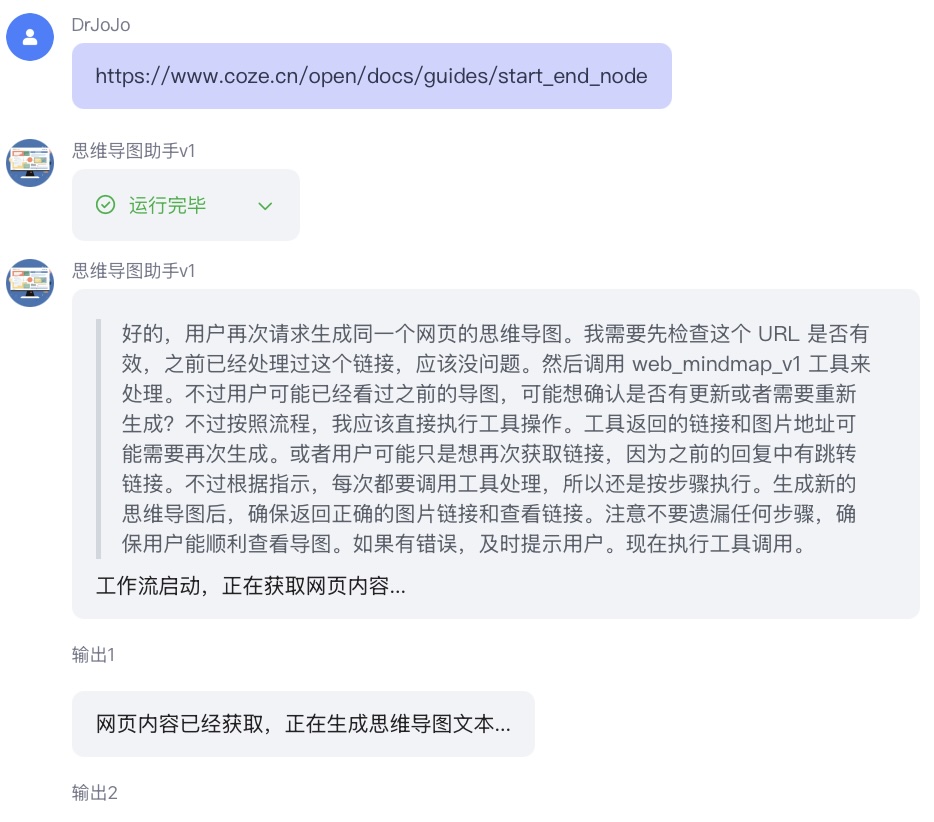 DrJoJo
https://www.coze.cn/open/docs/guides/start_end_node
思维导图助手v1
运行完毕
思维导图助手v1
好的，用户再次请求生成同一个网页的思维导图。我需要先检查这个 URL 是否有
效，之前已经处理过这个链接，应该没问题。然后调用 web_mindmap_v1 工具来
处理。不过用户可能已经看过之前的导图，可能想确认是否有更新或者需要重新
生成？不过按照流程，我应该直接执行工具操作。工具返回的链接和图片地址可
能需要再次生成。或者用户可能只是想再次获取链接，因为之前的回复中有跳转
链接。不过根据指示，每次都要调用工具处理，所以还是按步骤执行。生成新的
思维导图后，确保返回正确的图片链接和查看链接。注意不要遗漏任何步骤，确
保用户能顺利查看导图。如果有错误，及时提示用户。现在执行工具调用。
工作流启动，正在获取网页内容...
输出1
网页内容已经获取，正在生成思维导图文本...
输出2